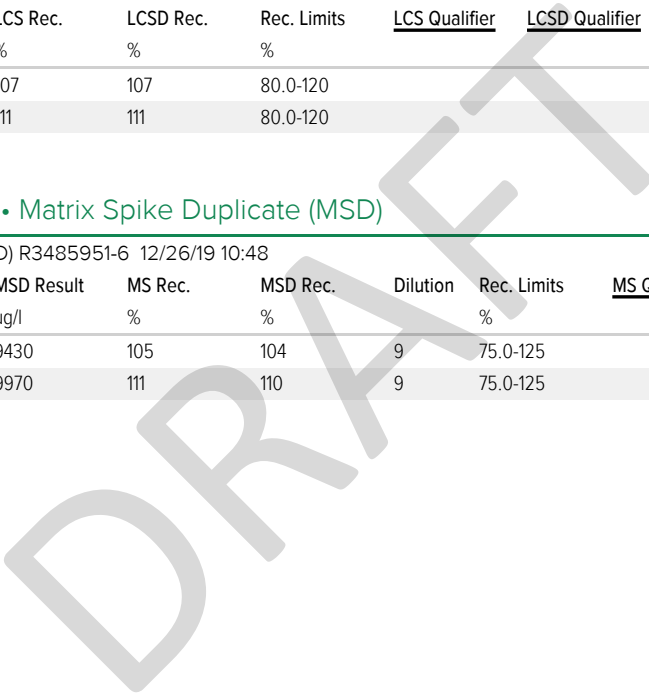 LCS Rec. LCSD Rec. Rec. Limits LCS Qualifier LCSD Qualifier
% % %
107 80.0-120
111 80.0-120
• Matrix Spike Duplicate (MSD)
R3485951-6 12/26/19 10:48
MSD Result MS Rec. MSD Rec. Dilution Rec. Limits MS
ug/l % % %
9430 105 104 9 75.0-125
9970 111 110 9 75.0-125
DRAFT